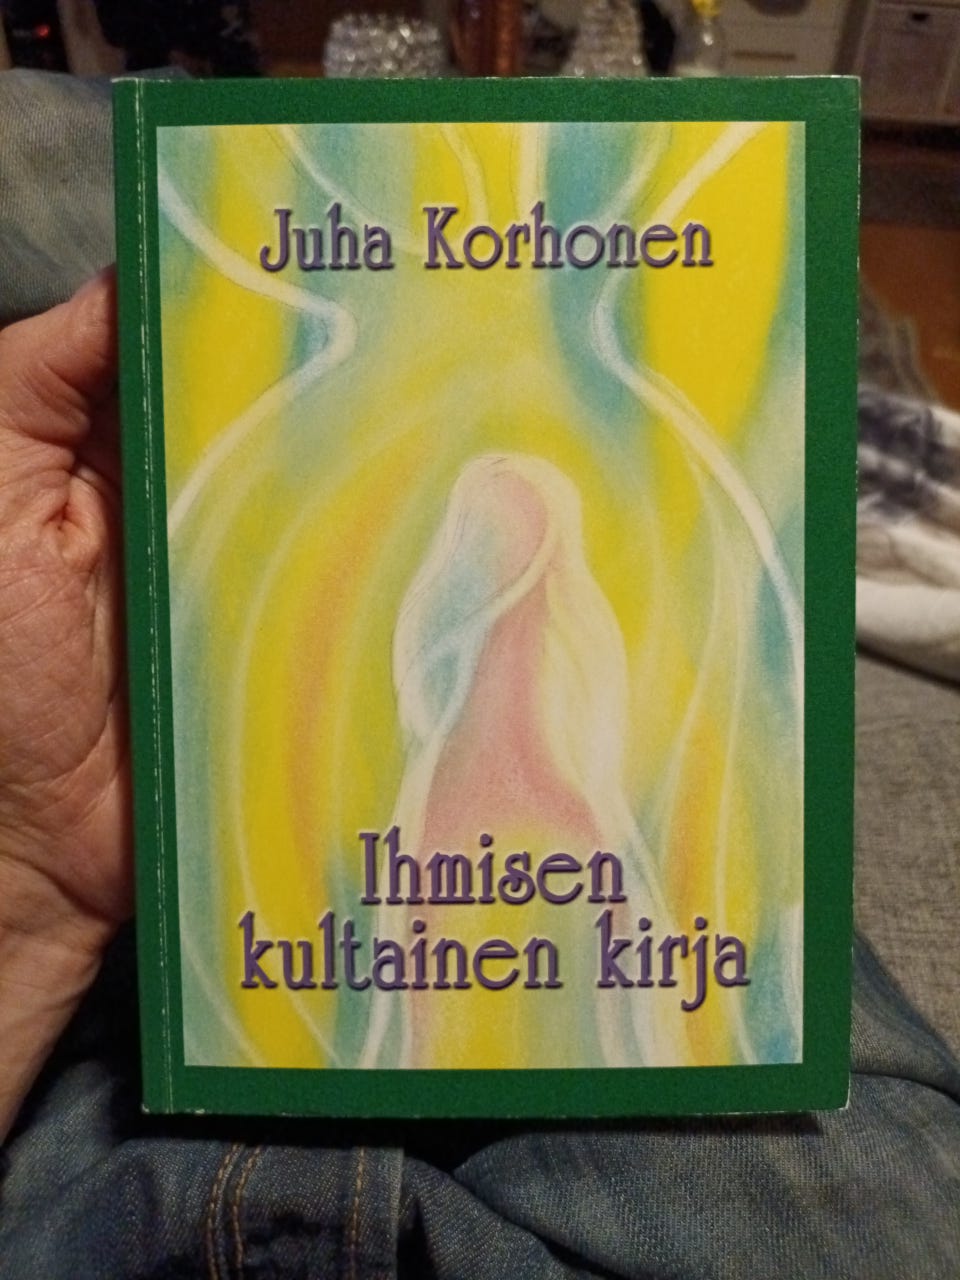 Juha Korhonen
Ihmisen
kultainen kirja